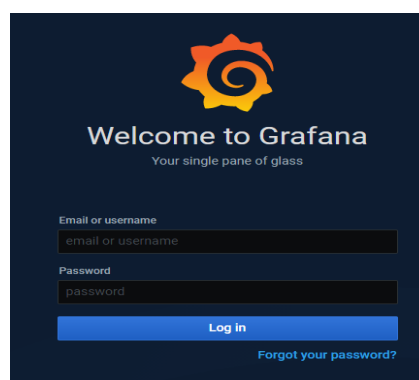 Welcome to Grafana
Your single pane of glass
Email or username
email or username
Password
password
Log in
Forgot your password?